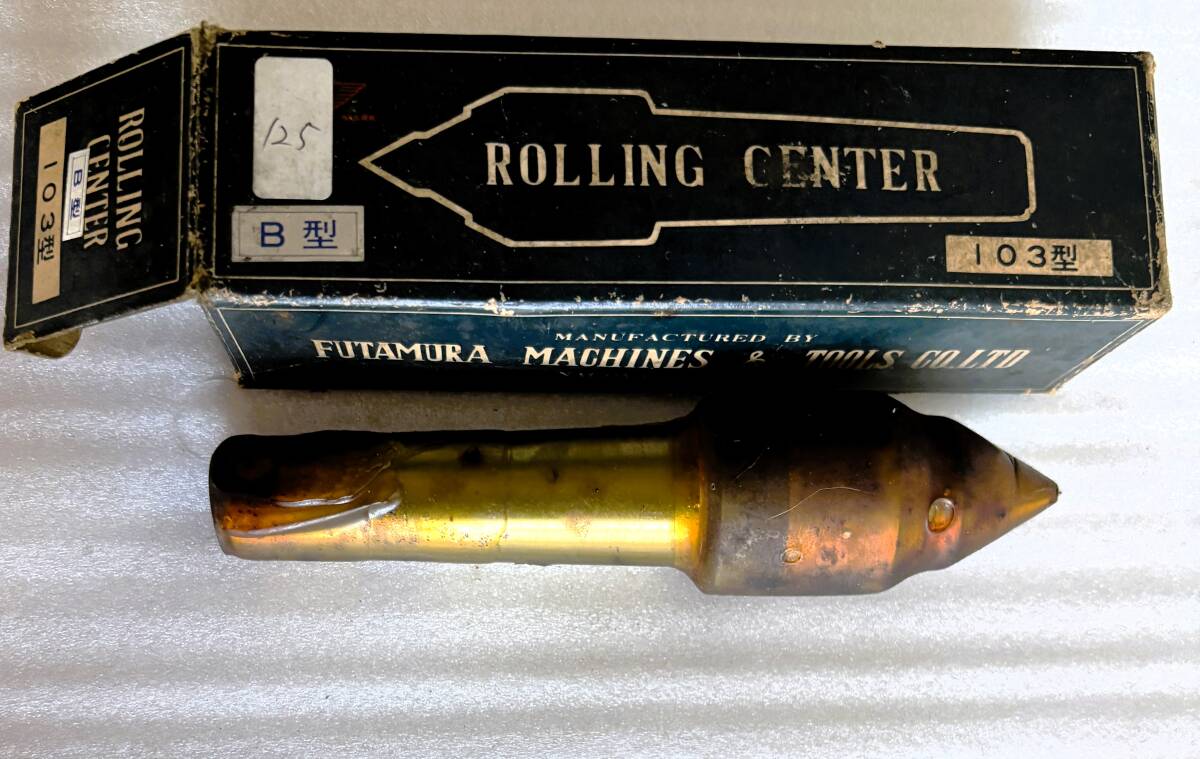 ROLLING
CENTER
B型
103型
125
ROLLING CENTER
B型
103型
MANUFACTURED BY
FUTAMURA MACHINES & TOOLS CO.LTD